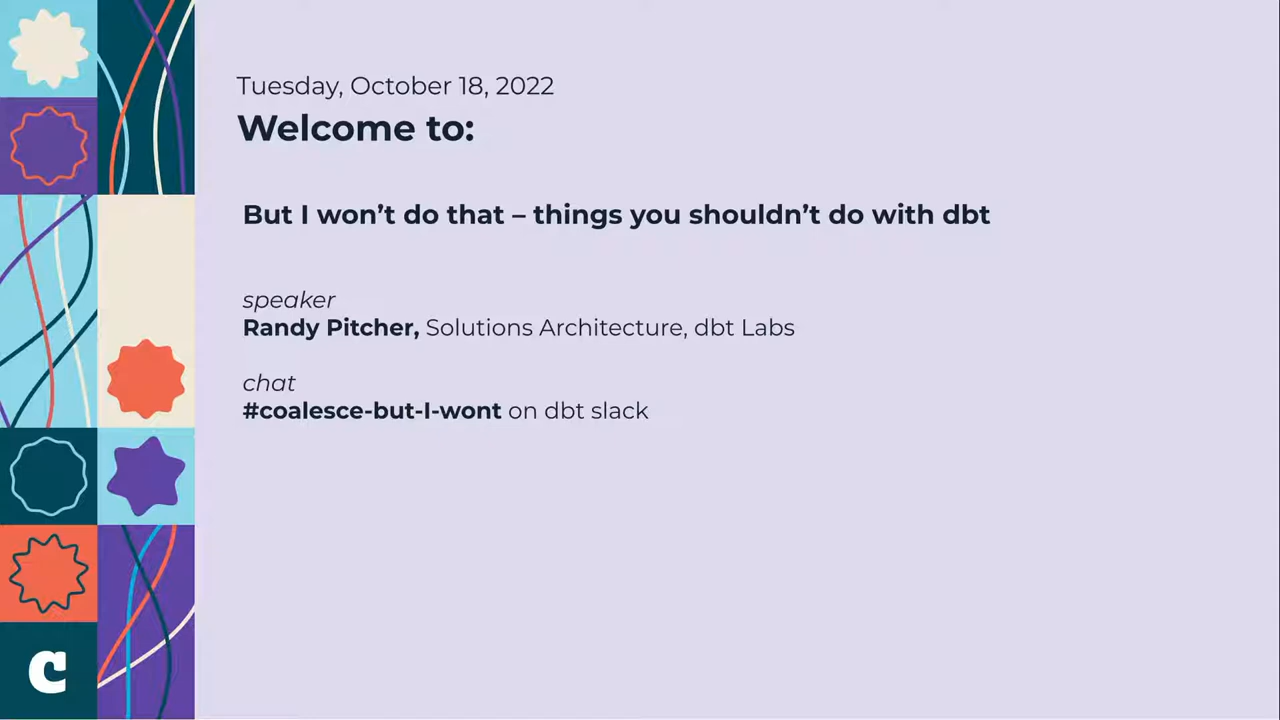 Tuesday, October 18, 2022
Welcome to:
But I won’t do that – things you shouldn’t do with dbt
speaker
Randy Pitcher, Solutions Architecture, dbt Labs
chat
#coalesce-but-I-wont on dbt slack
c